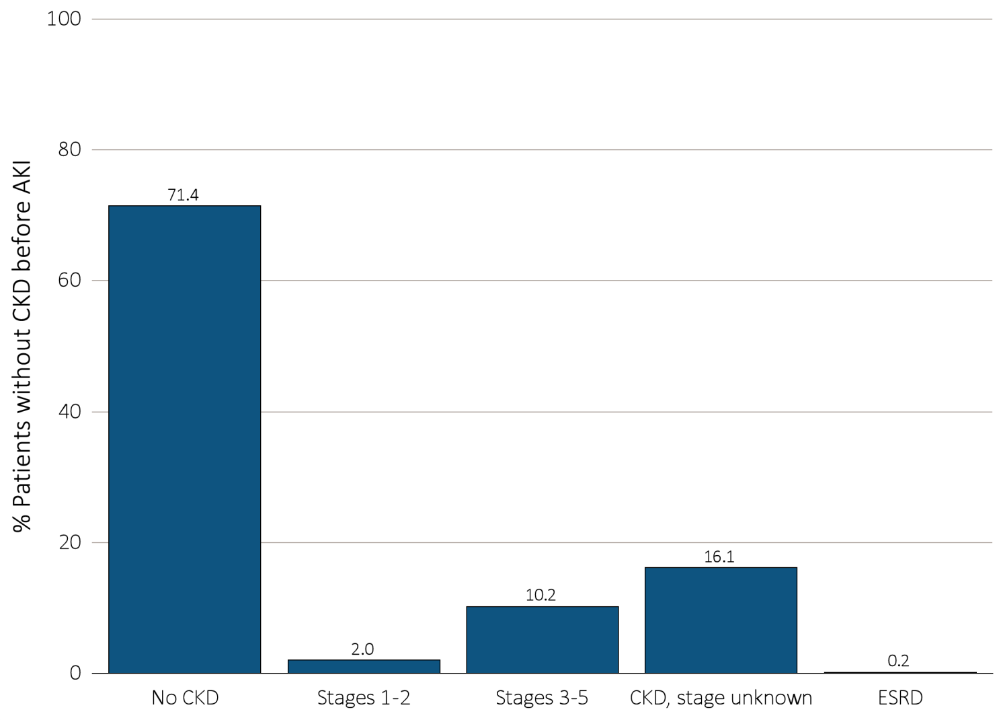 % Patients without CKD before AKI
100
80
60
40
20
0
71.4
2.0
10.2
16.1
0.2
No CKD
Stages 1-2
Stages 3-5
CKD, stage unknown
ESRD